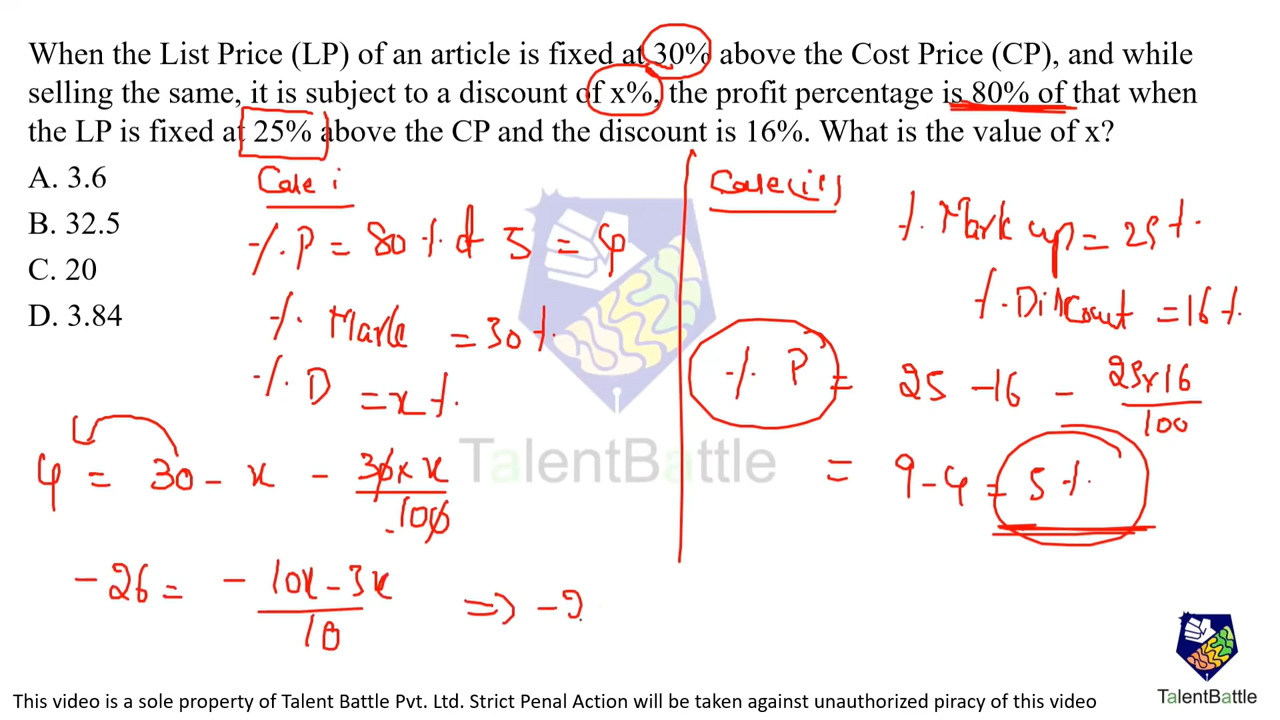 When the List Price (LP) of an article is fixed at 30% above the Cost Price (CP), and while
selling the same, it is subject to a discount of x%, the profit percentage is 80% of that when
the LP is fixed at 25% above the CP and the discount is 16%. What is the value of x?
A. 3.6
B. 32.5
C. 20
D. 3.84
Case i
%. P = 80 %. of 5 = 4
%. Mark = 30 %.
%. D = x %.
4 = 30 - x - 30 × x / 100
-26 = - 10x - 3x / 10 => -2
Case (ii)
%. Mark up = 25 %.
%. Discount = 16 %.
%. P = 25 - 16 - 25 × 16 / 100
= 9 - 4 = 5 %.
TalentBattle
TalentBattle
This video is a sole property of Talent Battle Pvt. Ltd. Strict Penal Action will be taken against unauthorized piracy of this video